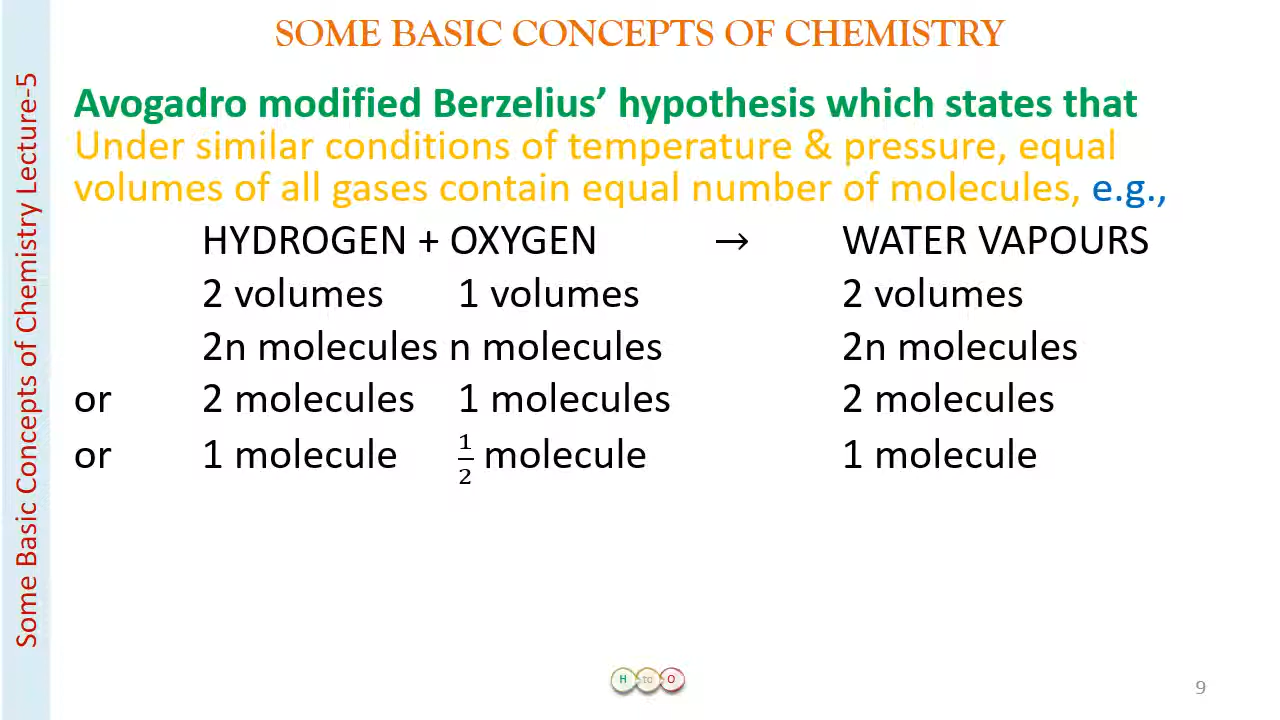 SOME BASIC CONCEPTS OF CHEMISTRY
Some Basic Concepts of Chemistry Lecture-5
Avogadro modified Berzelius’ hypothesis which states that
Under similar conditions of temperature & pressure, equal
volumes of all gases contain equal number of molecules, e.g.,
HYDROGEN + OXYGEN → WATER VAPOURS
2 volumes 1 volumes 2 volumes
2n molecules n molecules 2n molecules
or 2 molecules 1 molecules 2 molecules
or 1 molecule 1/2 molecule 1 molecule
H to O
9